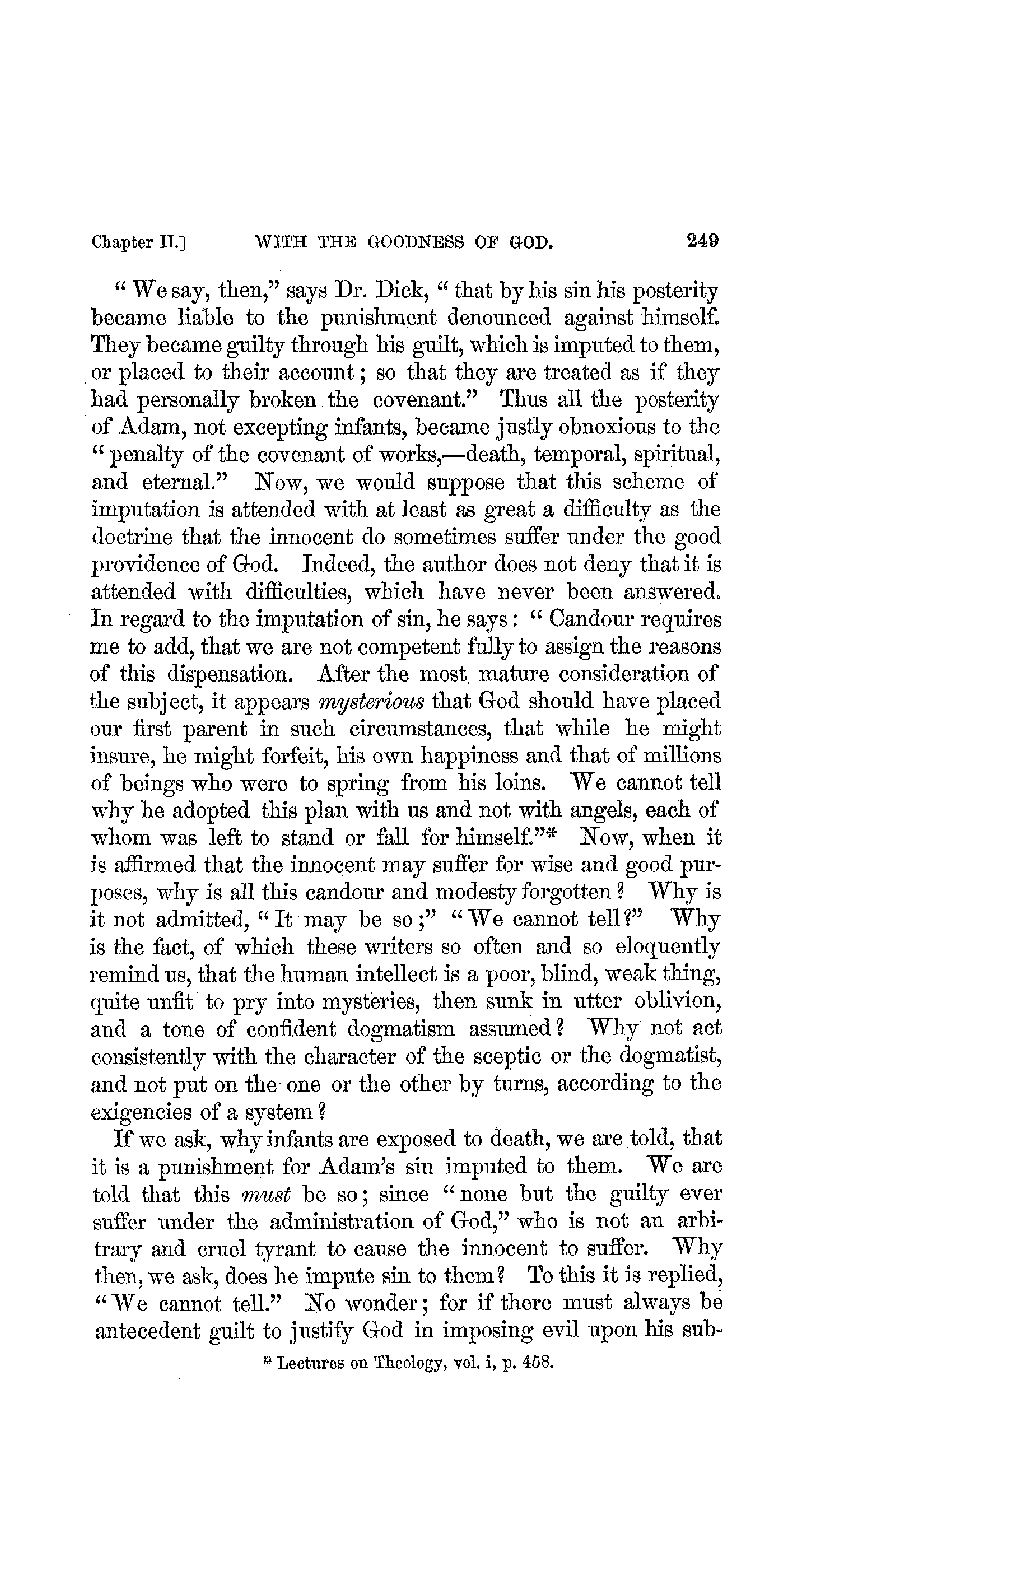 Chapter II.] WITH THE GOODNESS OF GOD. 249
“ We say, then,” says Dr. Dick, “ that by his sin his posterity
became liable to the punishment denounced against himself.
They became guilty through his guilt, which is imputed to them,
or placed to their account ; so that they are treated as if they
had personally broken the covenant.” Thus all the posterity
of Adam, not excepting infants, became justly obnoxious to the
“ penalty of the covenant of works,—death, temporal, spiritual,
and eternal.” Now, we would suppose that this scheme of
imputation is attended with at least as great a difficulty as the
doctrine that the innocent do sometimes suffer under the good
providence of God. Indeed, the author does not deny that it is
attended with difficulties, which have never been answered.
In regard to the imputation of sin, he says : “ Candour requires
me to add, that we are not competent fully to assign the reasons
of this dispensation. After the most mature consideration of
the subject, it appears mysterious that God should have placed
our first parent in such circumstances, that while he might
insure, he might forfeit, his own happiness and that of millions
of beings who were to spring from his loins. We cannot tell
why he adopted this plan with us and not with angels, each of
whom was left to stand or fall for himself.”* Now, when it
is affirmed that the innocent may suffer for wise and good pur-
poses, why is all this candour and modesty forgotten ? Why is
it not admitted, “ It may be so ;” “ We cannot tell ?” Why
is the fact, of which these writers so often and so eloquently
remind us, that the human intellect is a poor, blind, weak thing,
quite unfit to pry into mysteries, then sunk in utter oblivion,
and a tone of confident dogmatism assumed ? Why not act
consistently with the character of the sceptic or the dogmatist,
and not put on the one or the other by turns, according to the
exigencies of a system ?
If we ask, why infants are exposed to death, we are told, that
it is a punishment for Adam’s sin imputed to them. We are
told that this must be so ; since “ none but the guilty ever
suffer under the administration of God,” who is not an arbi-
trary and cruel tyrant to cause the innocent to suffer. Why
then, we ask, does he impute sin to them ? To this it is replied,
“ We cannot tell.” No wonder ; for if there must always be
antecedent guilt to justify God in imposing evil upon his sub-
* Lectures on Theology, vol. i, p. 458.